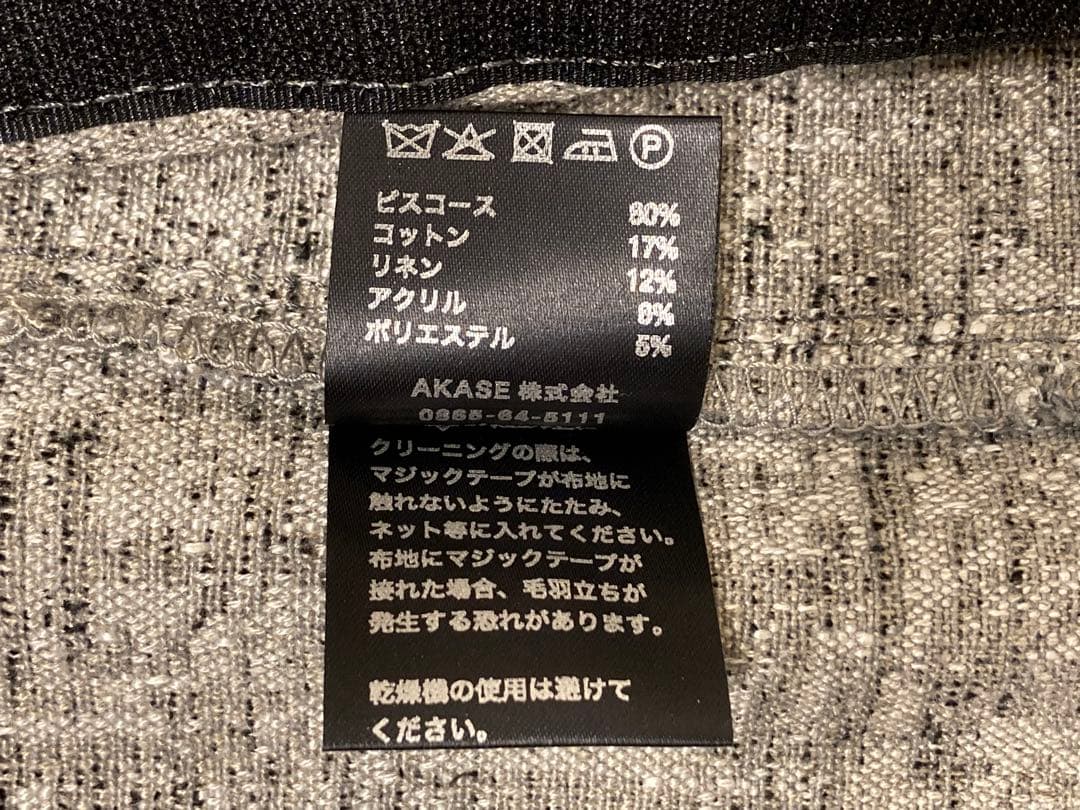 ビスコース 60%
コットン 17%
リネン 12%
アクリル 6%
ポリエステル 5%
AKASE 株式会社
0865-64-5111
クリーニングの際は、
マジックテープが布地に
触れないようにたたみ、
ネット等に入れてください。
布地にマジックテープが
擦れた場合、毛羽立ちが
発生する恐れがあります。
乾燥機の使用は避けて
ください。